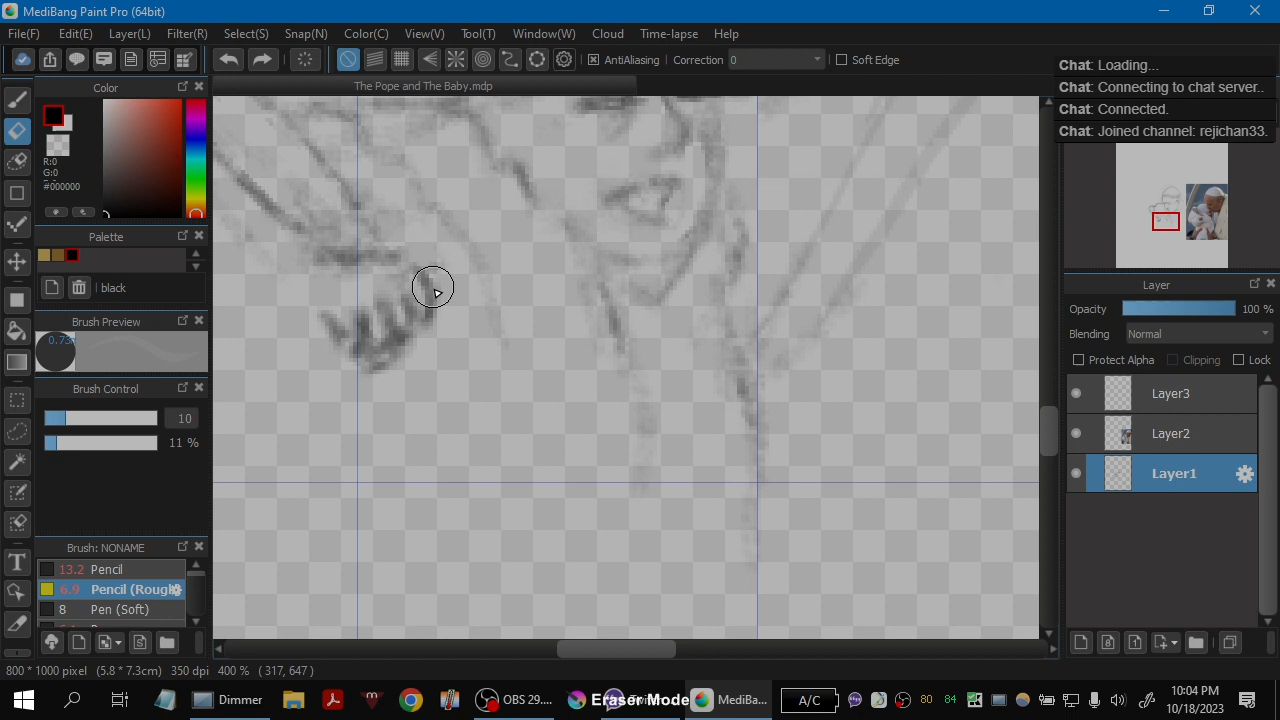 MediBang Paint Pro (64bit)
File(F) Edit(E) Layer(L) Filter(R) Select(S) Snap(N) Color(C) View(V) Tool(T) Window(W) Cloud Time-lapse Help
AntiAliasing Correction 0 Soft Edge
Color
The Pope and The Baby.mdp
Chat: Loading...
Chat: Connecting to chat server..
Chat: Connected.
Chat: Joined channel: rejichan33.
R:0
G:0
#000000
Palette
black
Brush Preview
0.73
Brush Control
10
11 %
Brush: NONAME
13.2 Pencil
6.9 Pencil (Rough
8 Pen (Soft)
Layer
Opacity 100 %
Blending Normal
Protect Alpha Clipping Lock
Layer3
Layer2
Layer1
800 * 1000 pixel (5.8 * 7.3cm) 350 dpi 400 % ( 317, 647 )
Dimmer
OBS 29....
Eraser Mode
MediBa...
A/C
80 84
10:04 PM
10/18/2023